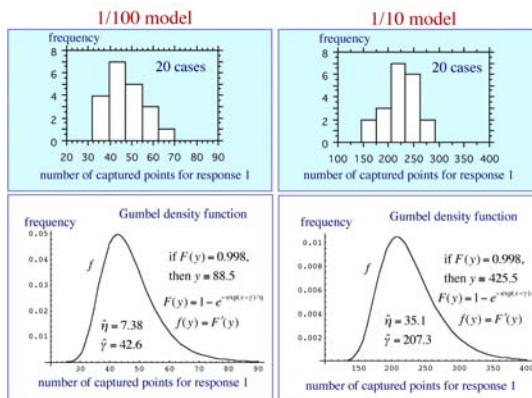 1/100 model
1/10 model
frequency
20 cases
8
6
4
2
0
20 30 40 50 60 70 80 90
number of captured points for response 1
frequency
20 cases
8
6
4
2
0
100 150 200 250 300 350 400
number of captured points for response 1
frequency
Gumbel density function
0.05
0.04
0.03
0.02
0.01
f
if F(y) = 0.998,
then y = 88.5
F(y) = 1 − e
f(y) = F'(y)
η̂ = 7.38
γ̂ = 42.6
30 40 50 60 70 80 90
number of captured points for response 1
frequency
Gumbel density function
0.01
0.008
0.006
0.004
0.002
f
if F(y) = 0.998,
then y = 425.5
F(y) = 1 − e
f(y) = F'(y)
η̂ = 35.1
γ̂ = 207.3
150 200 250 300 350 400
number of captured points for response 1